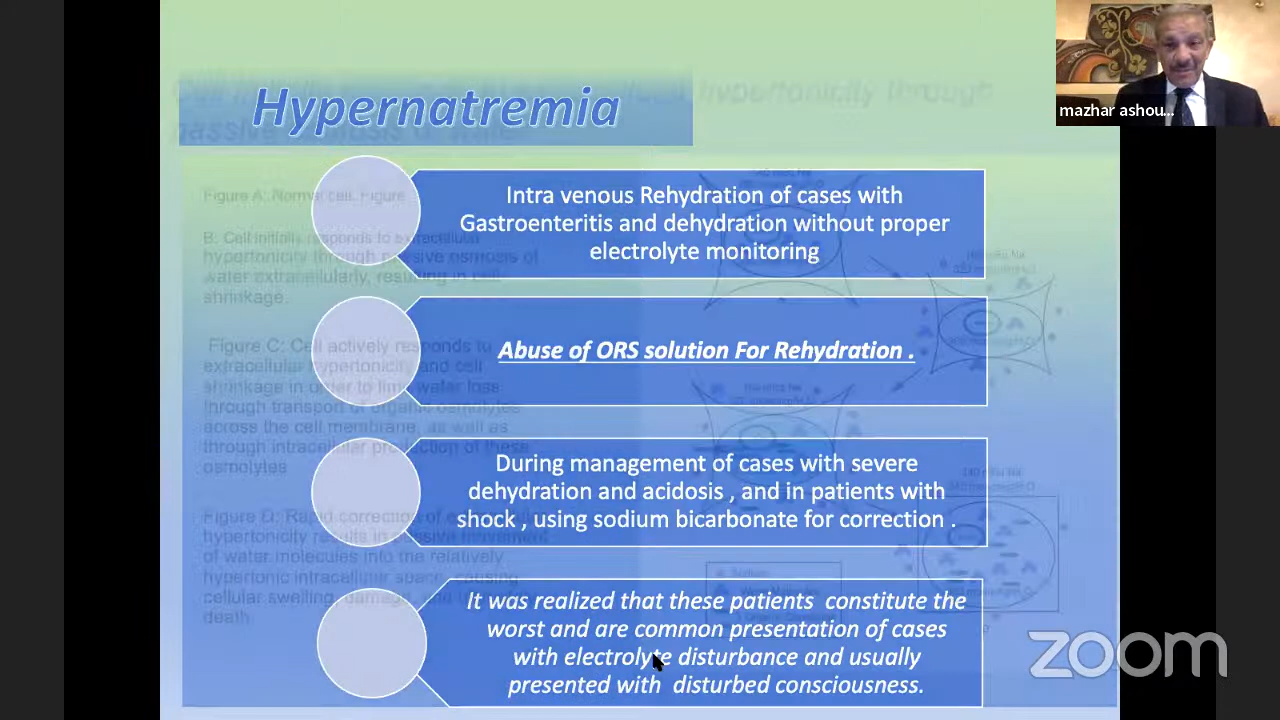 mazhar ashou...
Hypernatremia
Intra venous Rehydration of cases with
Gastroenteritis and dehydration without proper
electrolyte monitoring
Abuse of ORS solution For Rehydration .
During management of cases with severe
dehydration and acidosis , and in patients with
shock , using sodium bicarbonate for correction .
It was realized that these patients constitute the
worst and are common presentation of cases
with electrolyte disturbance and usually
presented with disturbed consciousness.
Figure A: Normal cell. Figure
B: Cell initially responds to extracellular
hypertonicity through passive osmosis of
water extracellularly, resulting in cell
shrinkage.
Figure C: Cell actively responds to
extracellular hypertonicity and cell
shrinkage in order to limit water loss
through transport of organic osmolytes
across the cell membrane, as well as
through intracellular production of these
osmolytes
Figure D: Rapid correction of
hypertonicity results in passive movement
of water molecules into the relatively
hypertonic intracellular space, causing
cellular swelling, damage, and
death.
zoom